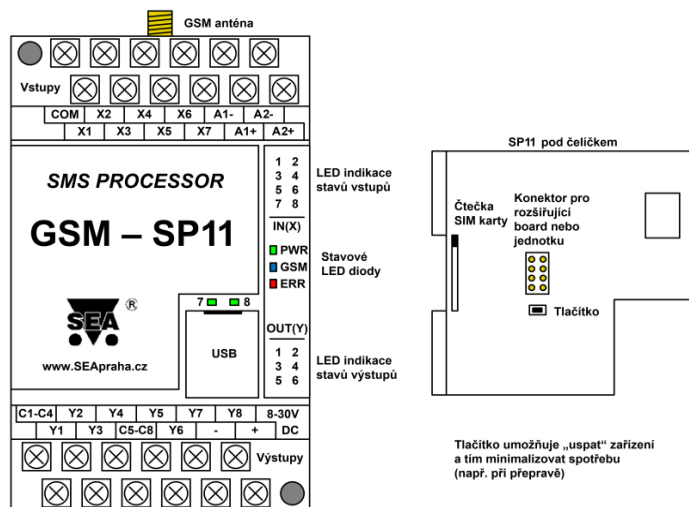 GSM anténa
Vstupy
COM X2 X4 X6 A1- A2-
X1 X3 X5 X7 A1+ A2+
SMS PROCESSOR
GSM – SP11
SEA ®
www.SEApraha.cz
1 2
3 4
5 6
7 8
IN(X)
PWR
GSM
ERR
7 8
USB
OUT(Y)
1 2
3 4
5 6
LED indikace
stavů vstupů
Stavové
LED diody
LED indikace
stavů výstupů
C1-C4 Y2 Y4 Y5 Y7 Y8 8-30V
Y1 Y3 C5-C8 Y6 - + DC
Výstupy
SP11 pod čelíčkem
Čtečka
SIM karty
Konektor pro
rozšiřující
board nebo
jednotku
Tlačítko
Tlačítko umožňuje „uspat“ zařízení
a tím minimalizovat spotřebu
(např. při přepravě)